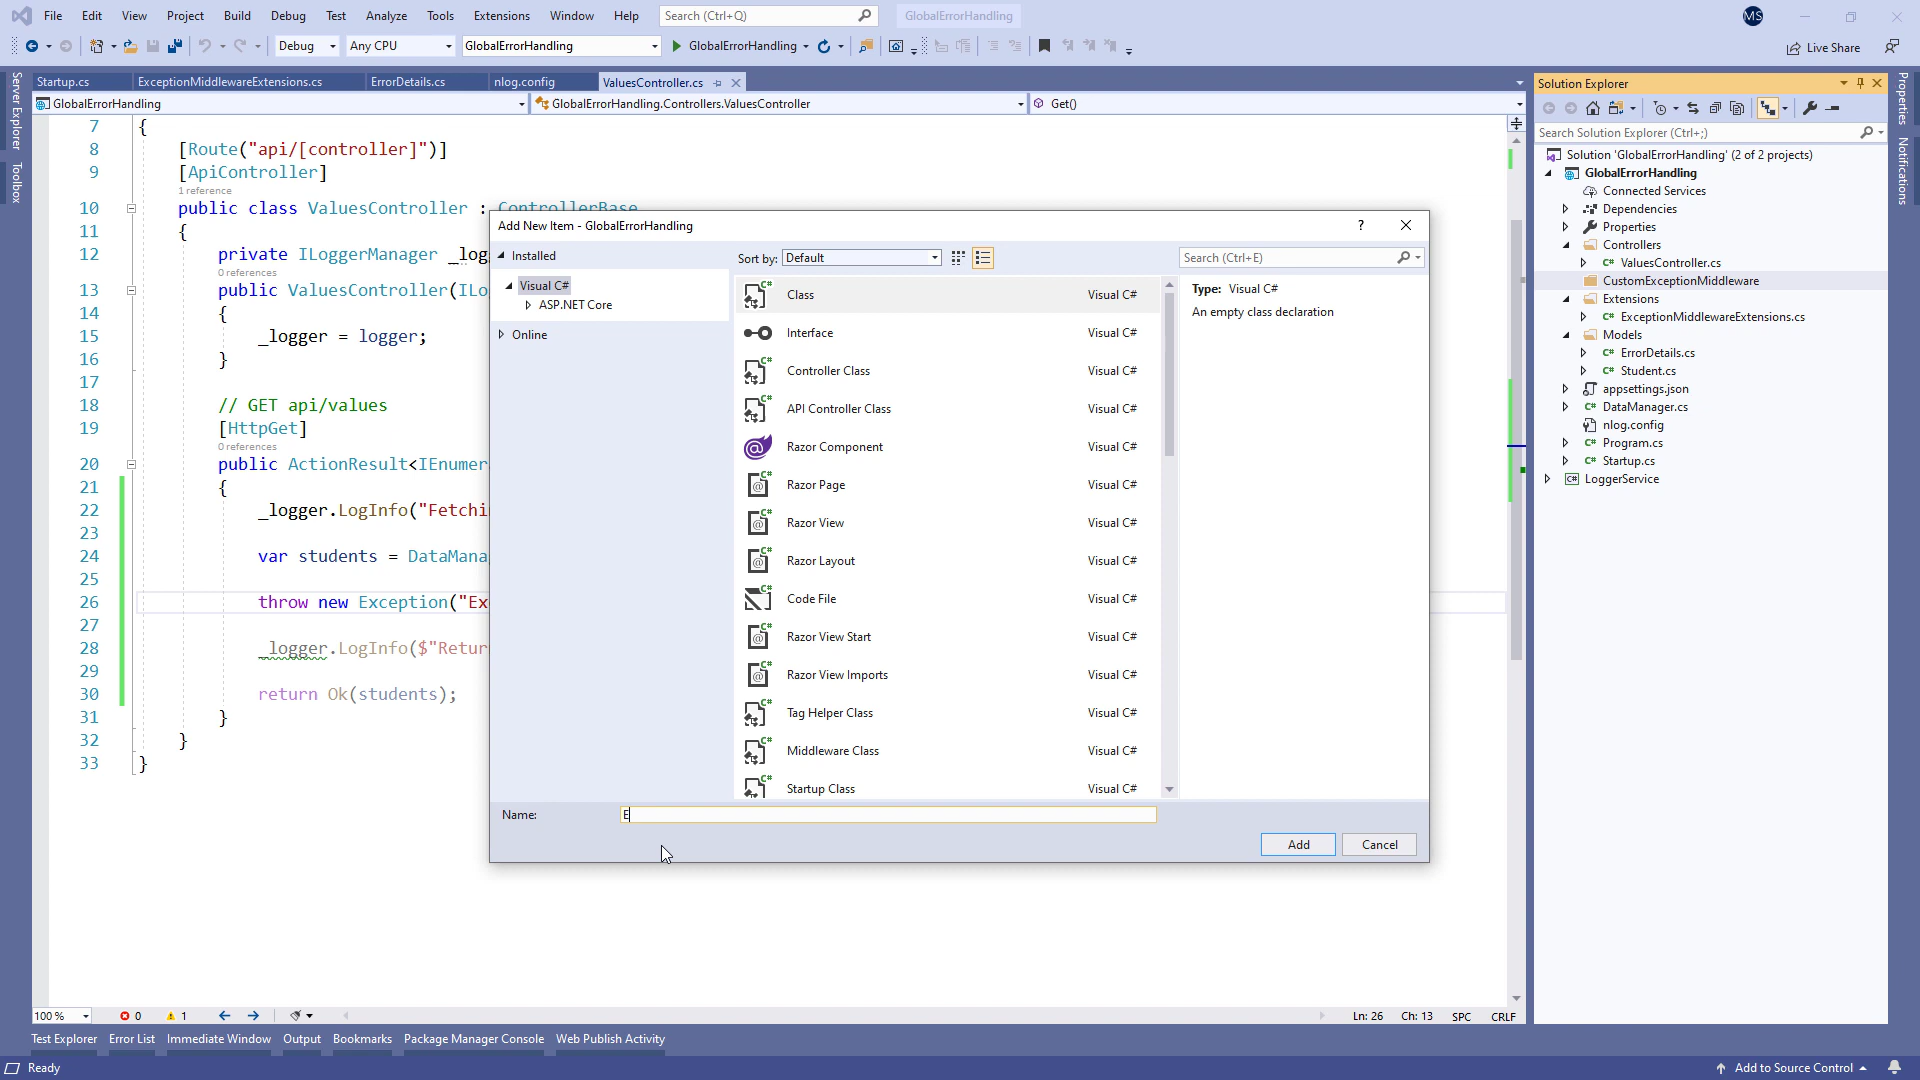 File Edit View Project Build Debug Test Analyze Tools Extensions Window Help Search (Ctrl+Q) GlobalErrorHandling MS
Debug Any CPU GlobalErrorHandling GlobalErrorHandling Live Share
Startup.cs ExceptionMiddlewareExtensions.cs ErrorDetails.cs nlog.config ValuesController.cs
GlobalErrorHandling GlobalErrorHandling.Controllers.ValuesController Get()
Server Explorer
Toolbox
7 {
8 [Route("api/[controller]")]
9 [ApiController]
1 reference
10 public class ValuesController : ControllerBase
11 {
12 private ILoggerManager _logg
0 references
13 public ValuesController(ILo
14 {
15 _logger = logger;
16 }
17
18 // GET api/values
19 [HttpGet]
0 references
20 public ActionResult<IEnumer
21 {
22 _logger.LogInfo("Fetchi
23
24 var students = DataMana
25
26 throw new Exception("Ex
27
28 _logger.LogInfo($"Retur
29
30 return Ok(students);
31 }
32 }
33 }
Add New Item - GlobalErrorHandling ?
Installed
Visual C#
ASP.NET Core
Online
Sort by: Default
Search (Ctrl+E)
Class Visual C#
Interface Visual C#
Controller Class Visual C#
API Controller Class Visual C#
Razor Component Visual C#
Razor Page Visual C#
Razor View Visual C#
Razor Layout Visual C#
Code File Visual C#
Razor View Start Visual C#
Razor View Imports Visual C#
Tag Helper Class Visual C#
Middleware Class Visual C#
Startup Class Visual C#
Type: Visual C#
An empty class declaration
Name: E
Add Cancel
Solution Explorer
Search Solution Explorer (Ctrl+;)
Solution 'GlobalErrorHandling' (2 of 2 projects)
GlobalErrorHandling
Connected Services
Dependencies
Properties
Controllers
C# ValuesController.cs
CustomExceptionMiddleware
Extensions
C# ExceptionMiddlewareExtensions.cs
Models
C# ErrorDetails.cs
C# Student.cs
appsettings.json
C# DataManager.cs
nlog.config
C# Program.cs
C# Startup.cs
C# LoggerService
Properties
Notifications
100 % 0 1 Ln: 26 Ch: 13 SPC CRLF
Test Explorer Error List Immediate Window Output Bookmarks Package Manager Console Web Publish Activity
Ready Add to Source Control